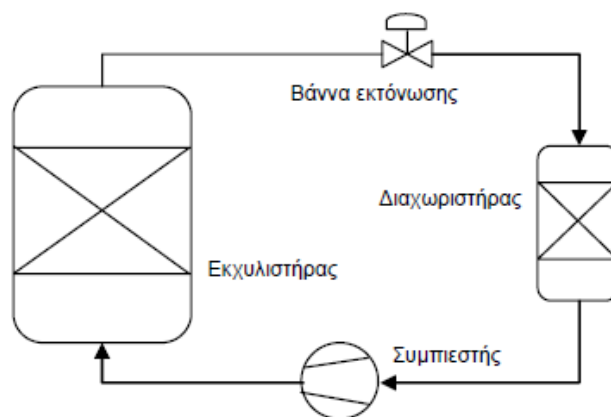 Βάννα εκτόνωσης
Διαχωριστήρας
Εκχυλιστήρας
Συμπιεστής